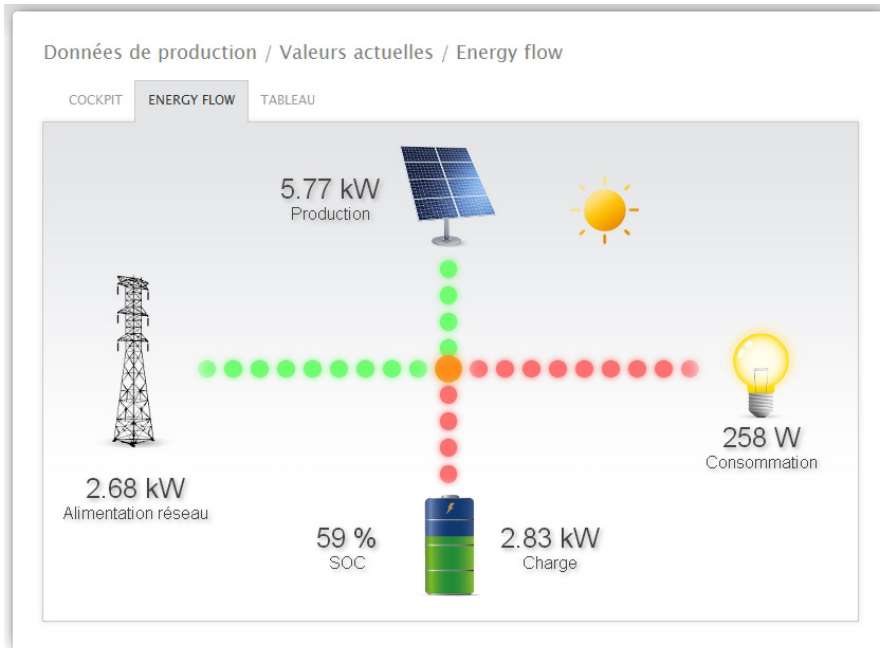 Données de production / Valeurs actuelles / Energy flow
COCKPIT ENERGY FLOW TABLEAU
5.77 kW
Production
258 W
Consommation
2.68 kW
Alimentation réseau
59 % 2.83 kW
SOC Charge